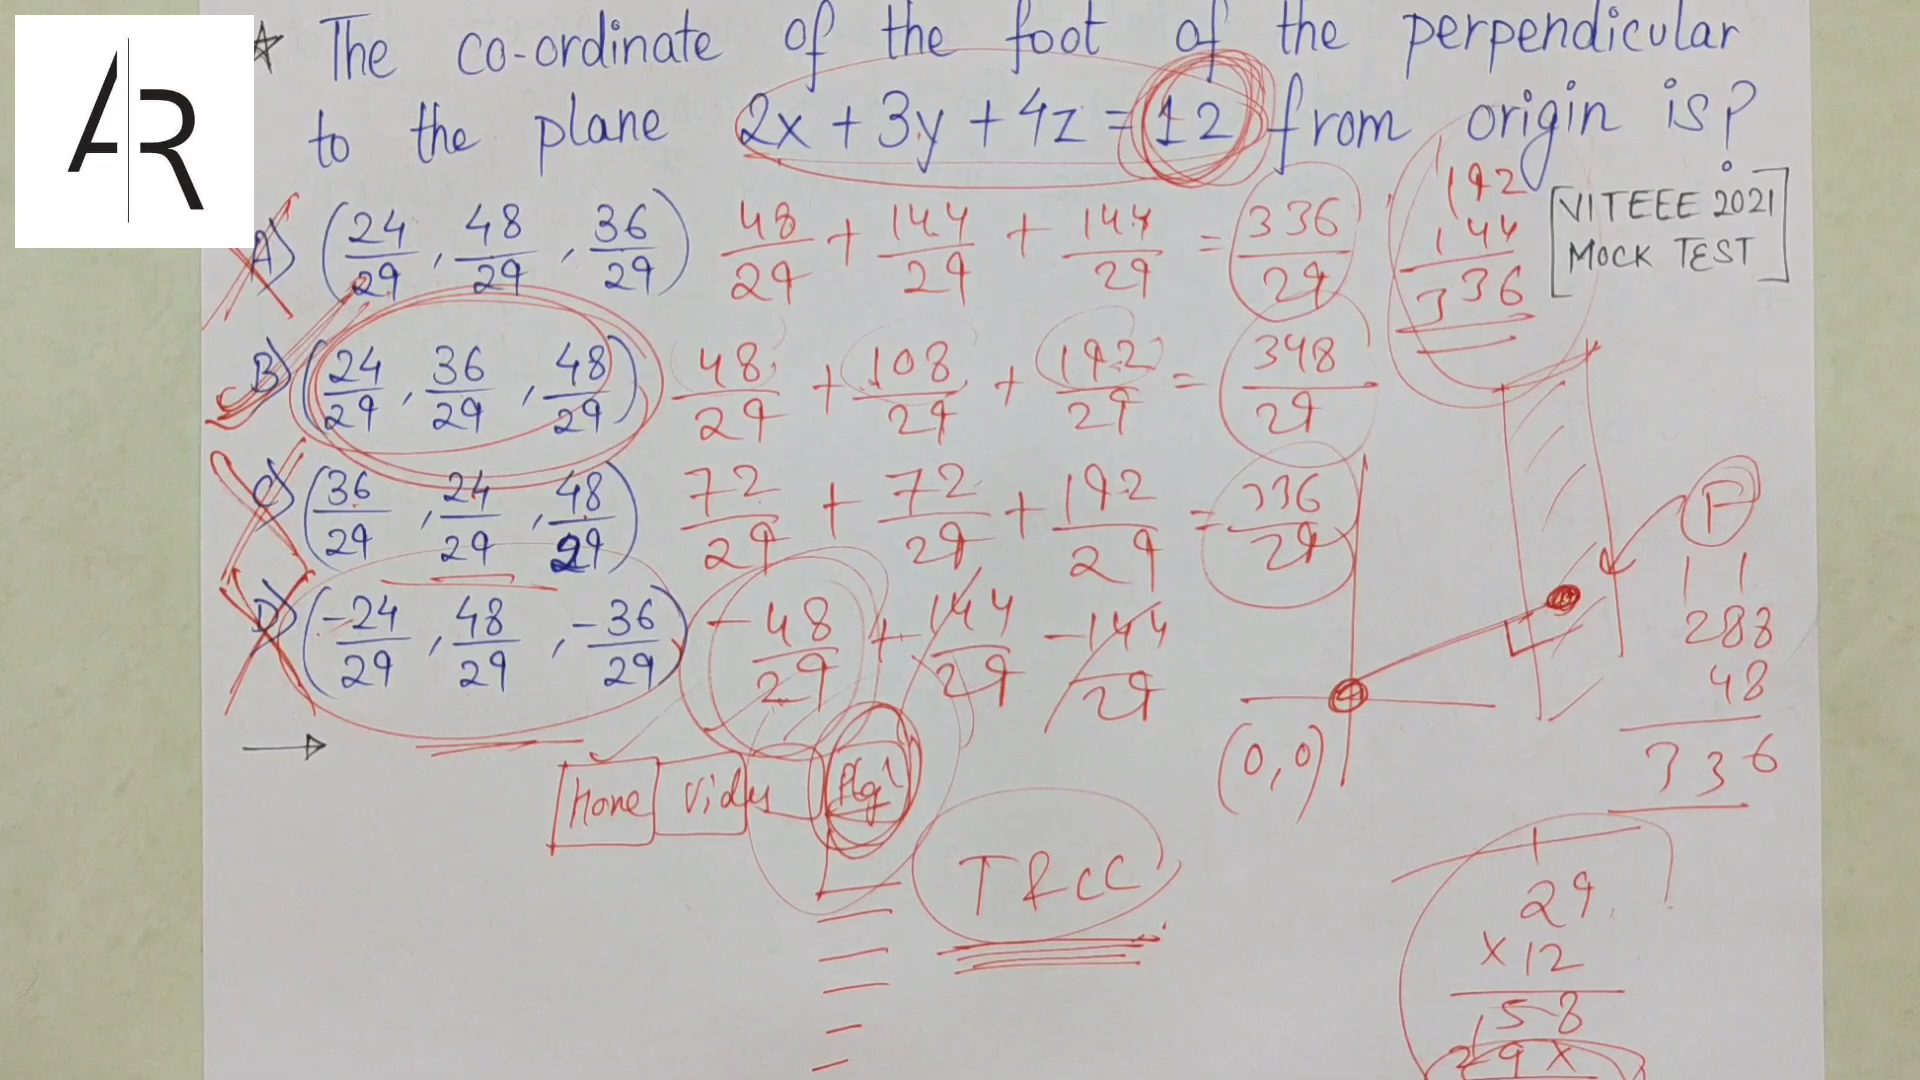 AR
☆ The co-ordinate of the foot of the perpendicular
to the plane 2x + 3y + 4z = 12 from origin is?
[VITEEE 2021
MOCK TEST]
A) (24/29, 48/29, 36/29) 48/29 + 144/29 + 144/29 = 336/29
192
144
336
B) (24/29, 36/29, 48/29) 48/29 + 108/29 + 192/29 = 348/29
C) (36/29, 24/29, 48/29) 72/29 + 72/29 + 192/29 = 336/29
D) (-24/29, 48/29, -36/29) -48/29 + 144/29 - 144/29
F
1 1
288
48
336
(0,0)
→
Home Video
29
×12
58
29×